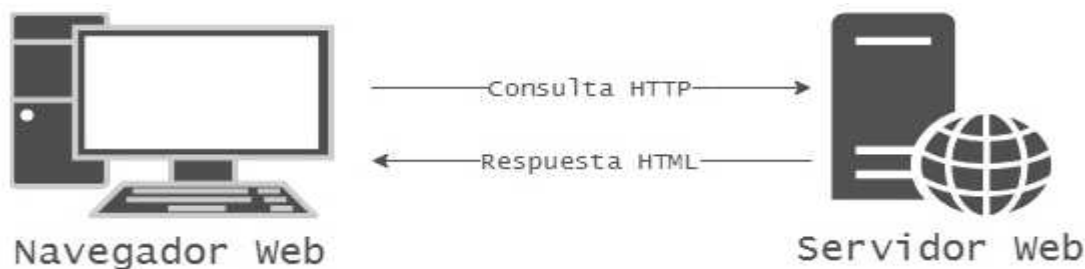 Consulta HTTP
Respuesta HTML
Navegador Web
Servidor Web